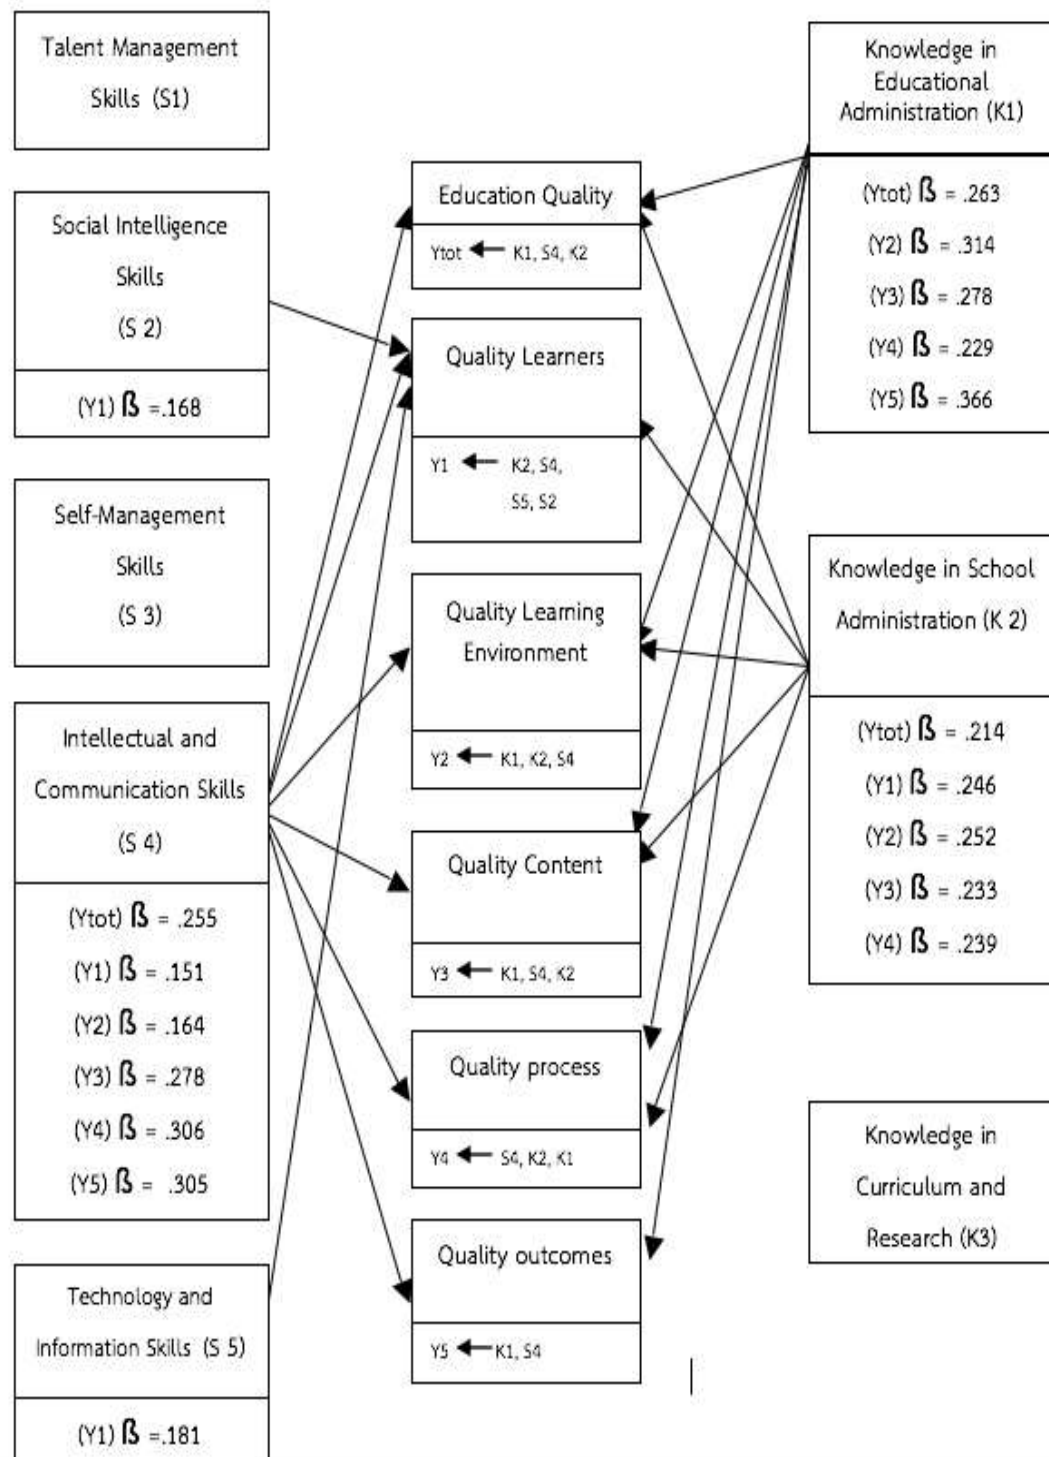 Talent Management
Skills (S1)
Social Intelligence
Skills
(S 2)
(Y1) ß =.168
Self-Management
Skills
(S 3)
Intellectual and
Communication Skills
(S 4)
(Ytot) ß = .255
(Y1) ß = .151
(Y2) ß = .164
(Y3) ß = .278
(Y4) ß = .306
(Y5) ß = .305
Technology and
Information Skills (S 5)
(Y1) ß =.181
Education Quality
Ytot ← K1, S4, K2
Quality Learners
Y1 ← K2, S4,
S5, S2
Quality Learning
Environment
Y2 ← K1, K2, S4
Quality Content
Y3 ← K1, S4, K2
Quality process
Y4 ← S4, K2, K1
Quality outcomes
Y5 ← K1, S4
Knowledge in
Educational
Administration (K1)
(Ytot) ß = .263
(Y2) ß = .314
(Y3) ß = .278
(Y4) ß = .229
(Y5) ß = .366
Knowledge in School
Administration (K 2)
(Ytot) ß = .214
(Y1) ß = .246
(Y2) ß = .252
(Y3) ß = .233
(Y4) ß = .239
Knowledge in
Curriculum and
Research (K3)